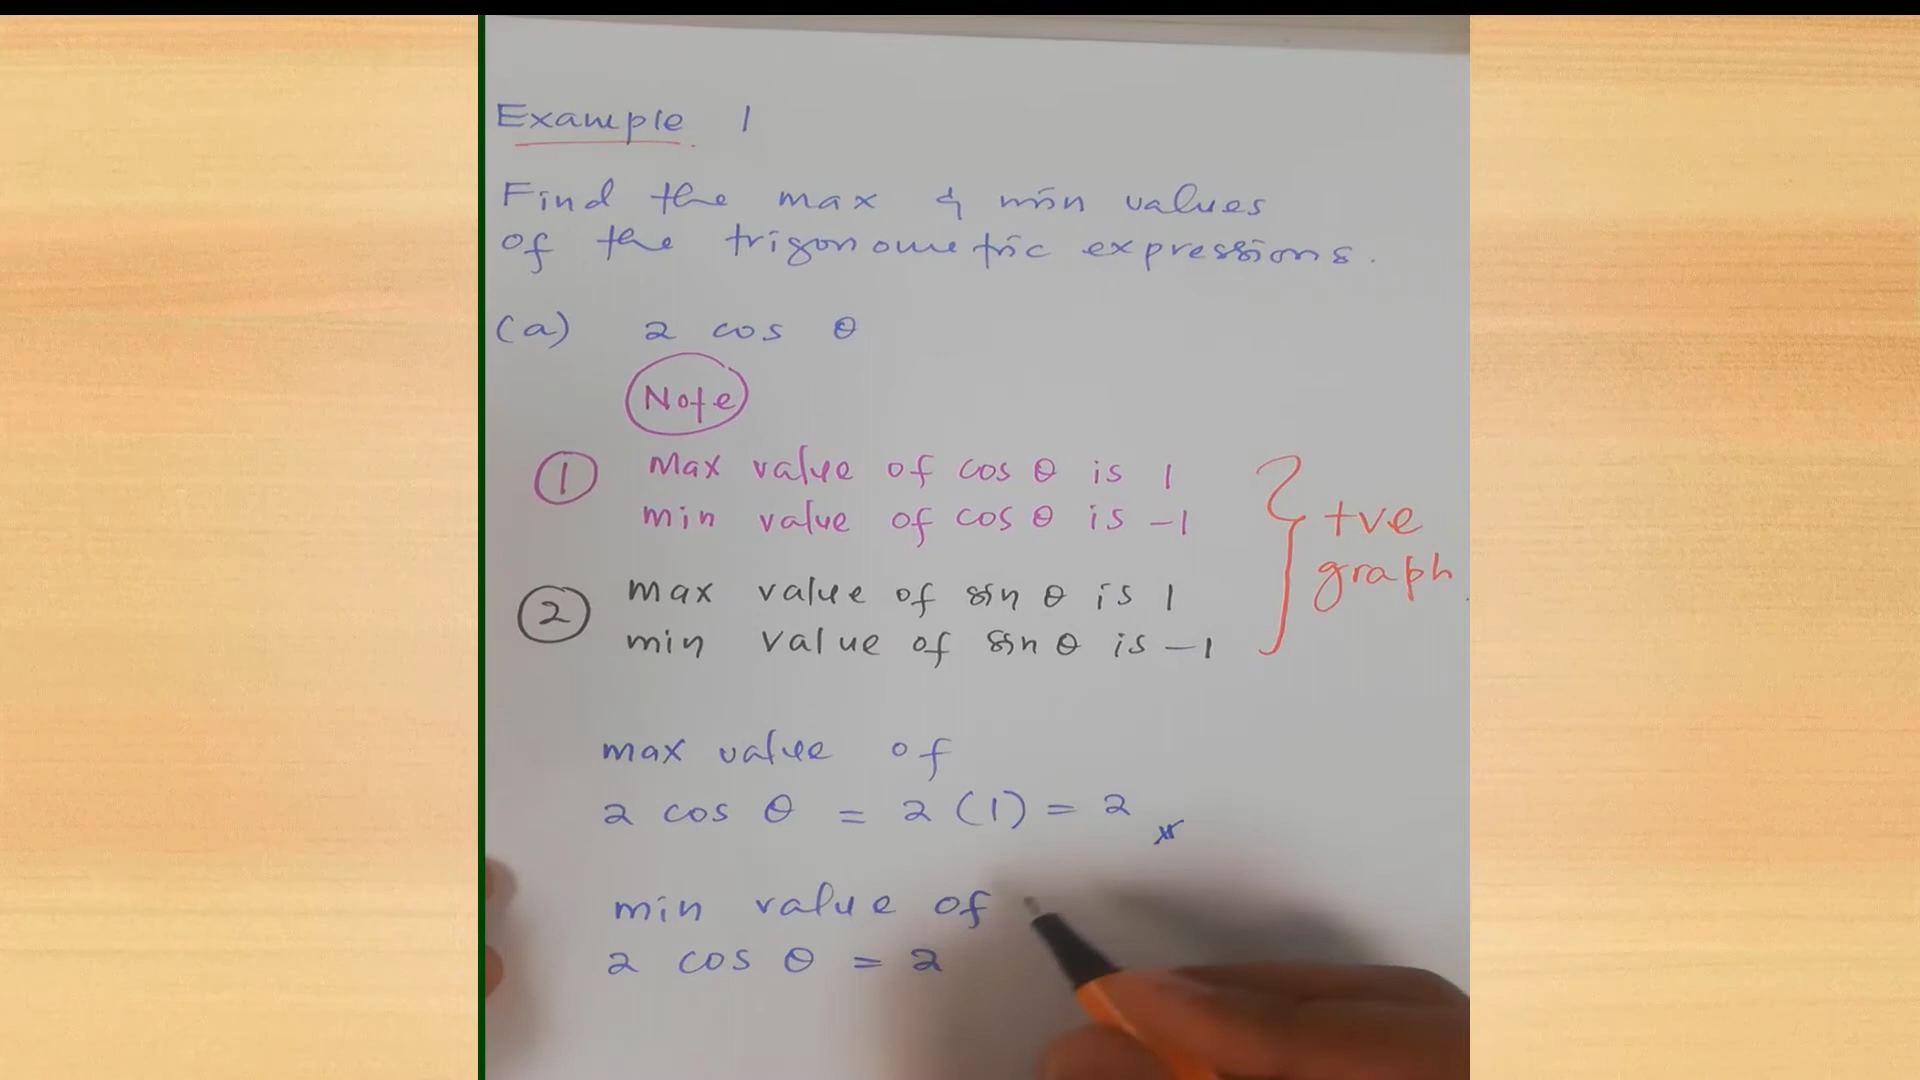 Example 1
Find the max & min values
of the trigonometric expressions.
(a) 2 cos θ
Note
① Max value of cos θ is 1
min value of cos θ is -1
② max value of sin θ is 1
min value of sin θ is -1
+ve
graph
max value of
2 cos θ = 2 (1) = 2
min value of
2 cos θ = 2